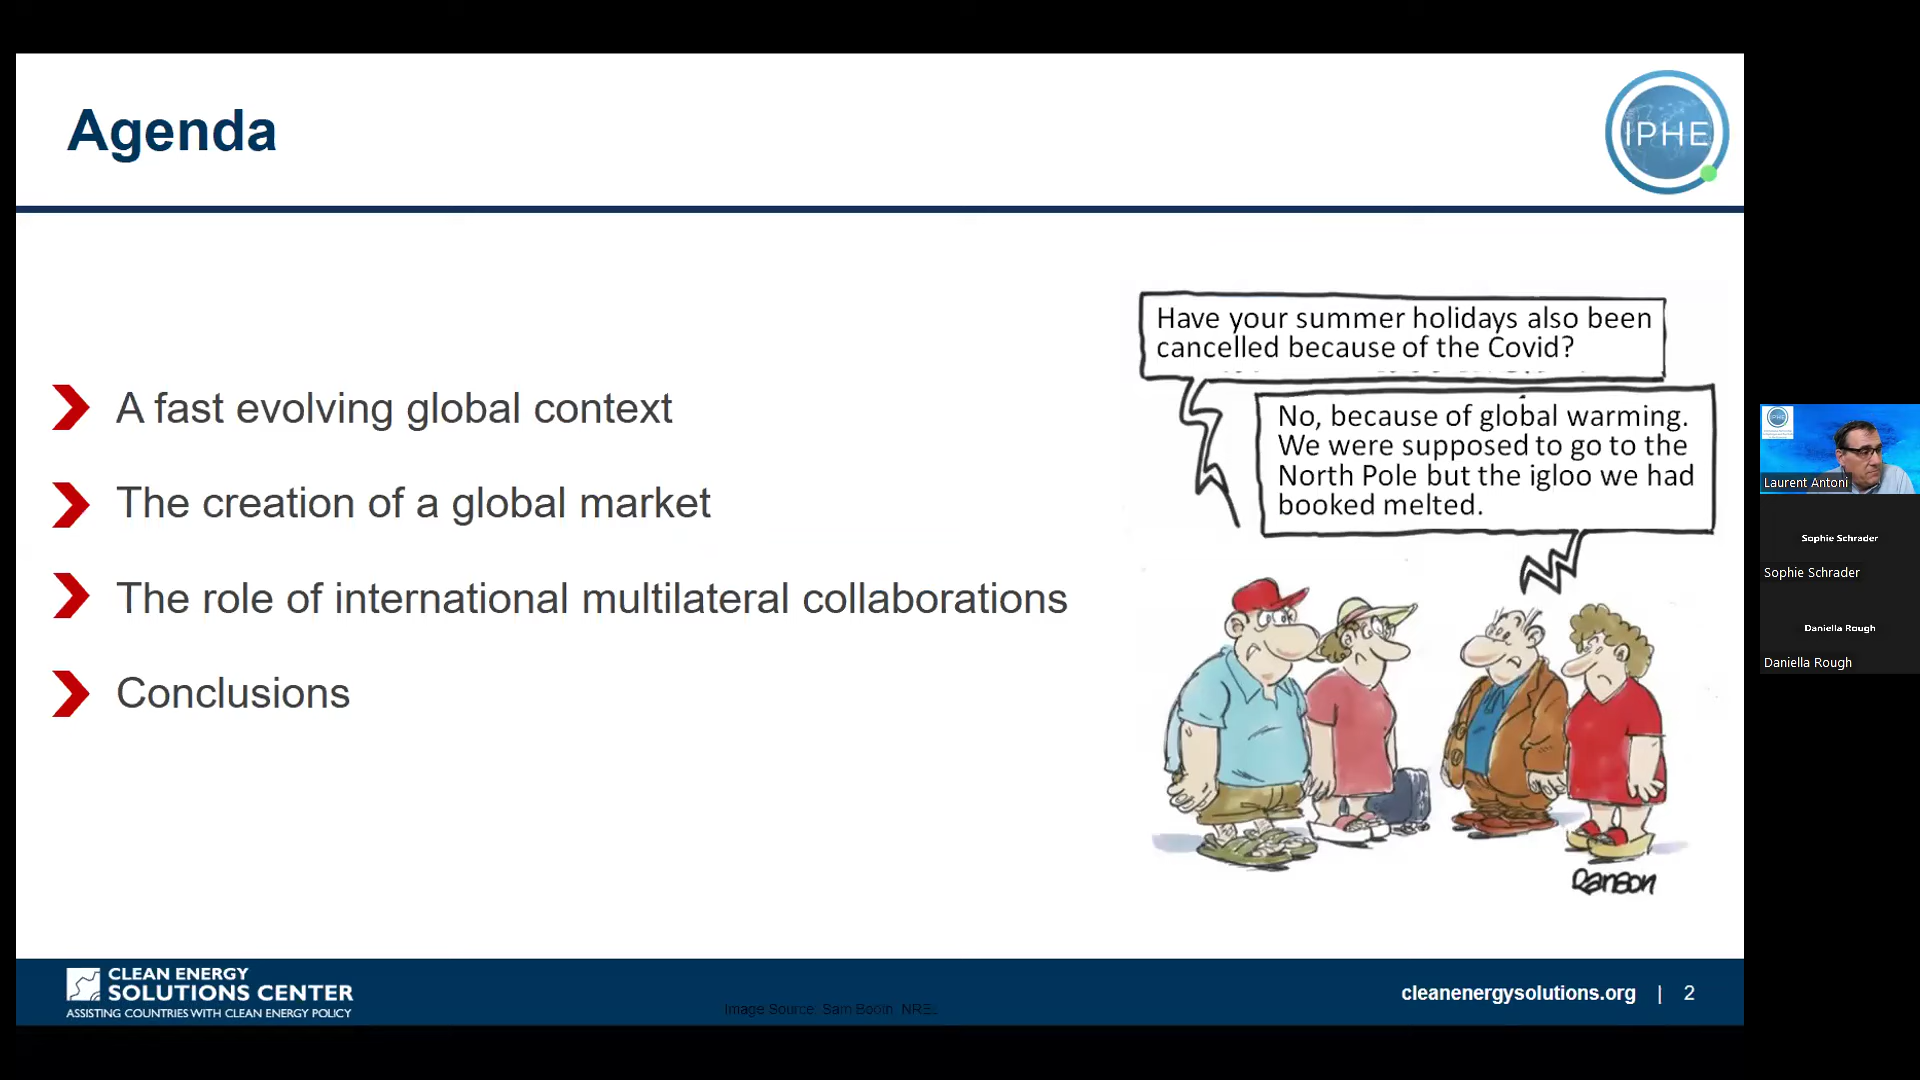 Agenda
IPHE
Have your summer holidays also been
cancelled because of the Covid?
No, because of global warming.
We were supposed to go to the
North Pole but the igloo we had
booked melted.
A fast evolving global context
The creation of a global market
The role of international multilateral collaborations
Conclusions
Ranson
CLEAN ENERGY
SOLUTIONS CENTER
ASSISTING COUNTRIES WITH CLEAN ENERGY POLICY
Image Source: Sam Booth, NREL
cleanenergysolutions.org | 2
IPHE
Laurent Antoni
Sophie Schrader
Sophie Schrader
Daniella Rough
Daniella Rough